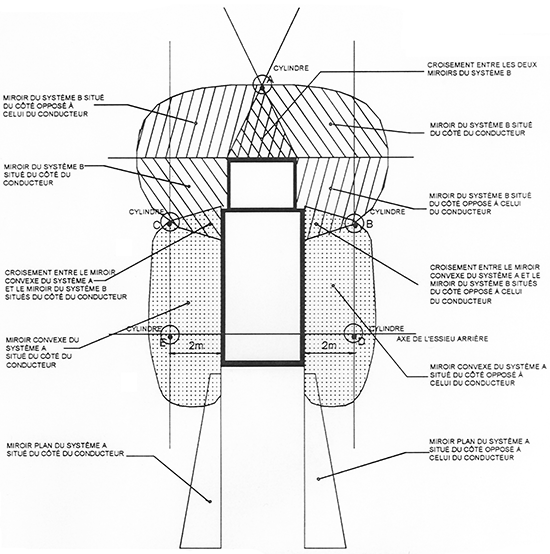 CYLINDRE
A
CROISEMENT ENTRE LES DEUX
MIROIRS DU SYSTÈME B
MIROIR DU SYSTÈME B SITUÉ
DU CÔTÉ OPPOSÉ À
CELUI DU CONDUCTEUR
MIROIR DU SYSTÈME B SITUÉ
DU CÔTÉ DU CONDUCTEUR
MIROIR DU SYSTÈME B
SITUÉ DU CÔTÉ DU
CONDUCTEUR
MIROIR DU SYSTÈME B SITUÉ
DU CÔTÉ OPPOSÉ À CELUI
DU CONDUCTEUR
CYLINDRE
C
CYLINDRE
B
CROISEMENT ENTRE LE MIROIR
CONVEXE DU SYSTÈME A
ET LE MIROIR DU SYSTÈME B
SITUÉS DU CÔTÉ DU CONDUCTEUR
CROISEMENT ENTRE LE MIROIR
CONVEXE DU SYSTÈME A ET LE
MIROIR DU SYSTÈME B SITUÉS
DU CÔTÉ OPPOSÉ À CELUI
DU CONDUCTEUR
MIROIR CONVEXE DU
SYSTÈME A
SITUÉ DU CÔTÉ DU
CONDUCTEUR
CYLINDRE
E
2m
CYLINDRE
D
2m
AXE DE L'ESSIEU ARRIÈRE
MIROIR CONVEXE DU SYSTÈME A
SITUÉ DU CÔTÉ OPPOSÉ À
CELUI DU CONDUCTEUR
MIROIR PLAN DU SYSTÈME A
SITUÉ DU CÔTÉ DU CONDUCTEUR
MIROIR PLAN DU SYSTÈME A
SITUÉ DU CÔTÉ OPPOSÉ À
CELUI DU CONDUCTEUR